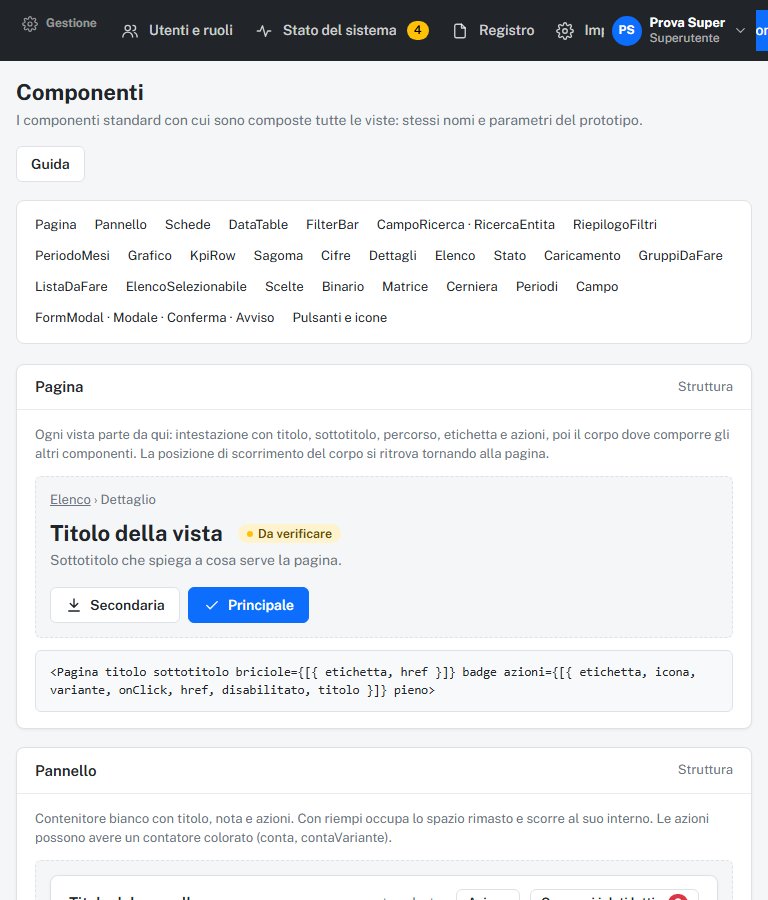 Gestione
Utenti e ruoli
Stato del sistema 4
Registro
PS
Prova Super
Superutente
Componenti
I componenti standard con cui sono composte tutte le viste: stessi nomi e parametri del prototipo.
Guida
Pagina Pannello Schede DataTable FilterBar CampoRicerca · RicercaEntita RiepilogoFiltri
PeriodoMesi Grafico KpiRow Sagoma Cifre Dettagli Elenco Stato Caricamento GruppiDaFare
ListaDaFare ElencoSelezionabile Scelte Binario Matrice Cerniera Periodi Campo
FormModal · Modale · Conferma · Avviso Pulsanti e icone
Pagina Struttura
Ogni vista parte da qui: intestazione con titolo, sottotitolo, percorso, etichetta e azioni, poi il corpo dove comporre gli
altri componenti. La posizione di scorrimento del corpo si ritrova tornando alla pagina.
Elenco › Dettaglio
Titolo della vista Da verificare
Sottotitolo che spiega a cosa serve la pagina.
Secondaria Principale
<Pagina titolo sottotitolo briciole={[{ etichetta, href }]} badge azioni={[{ etichetta, icona,
variante, onClick, href, disabilitato, titolo }]} pieno>
Pannello Struttura
Contenitore bianco con titolo, nota e azioni. Con riempi occupa lo spazio rimasto e scorre al suo interno. Le azioni
possono avere un contatore colorato (conta, contaVariante).